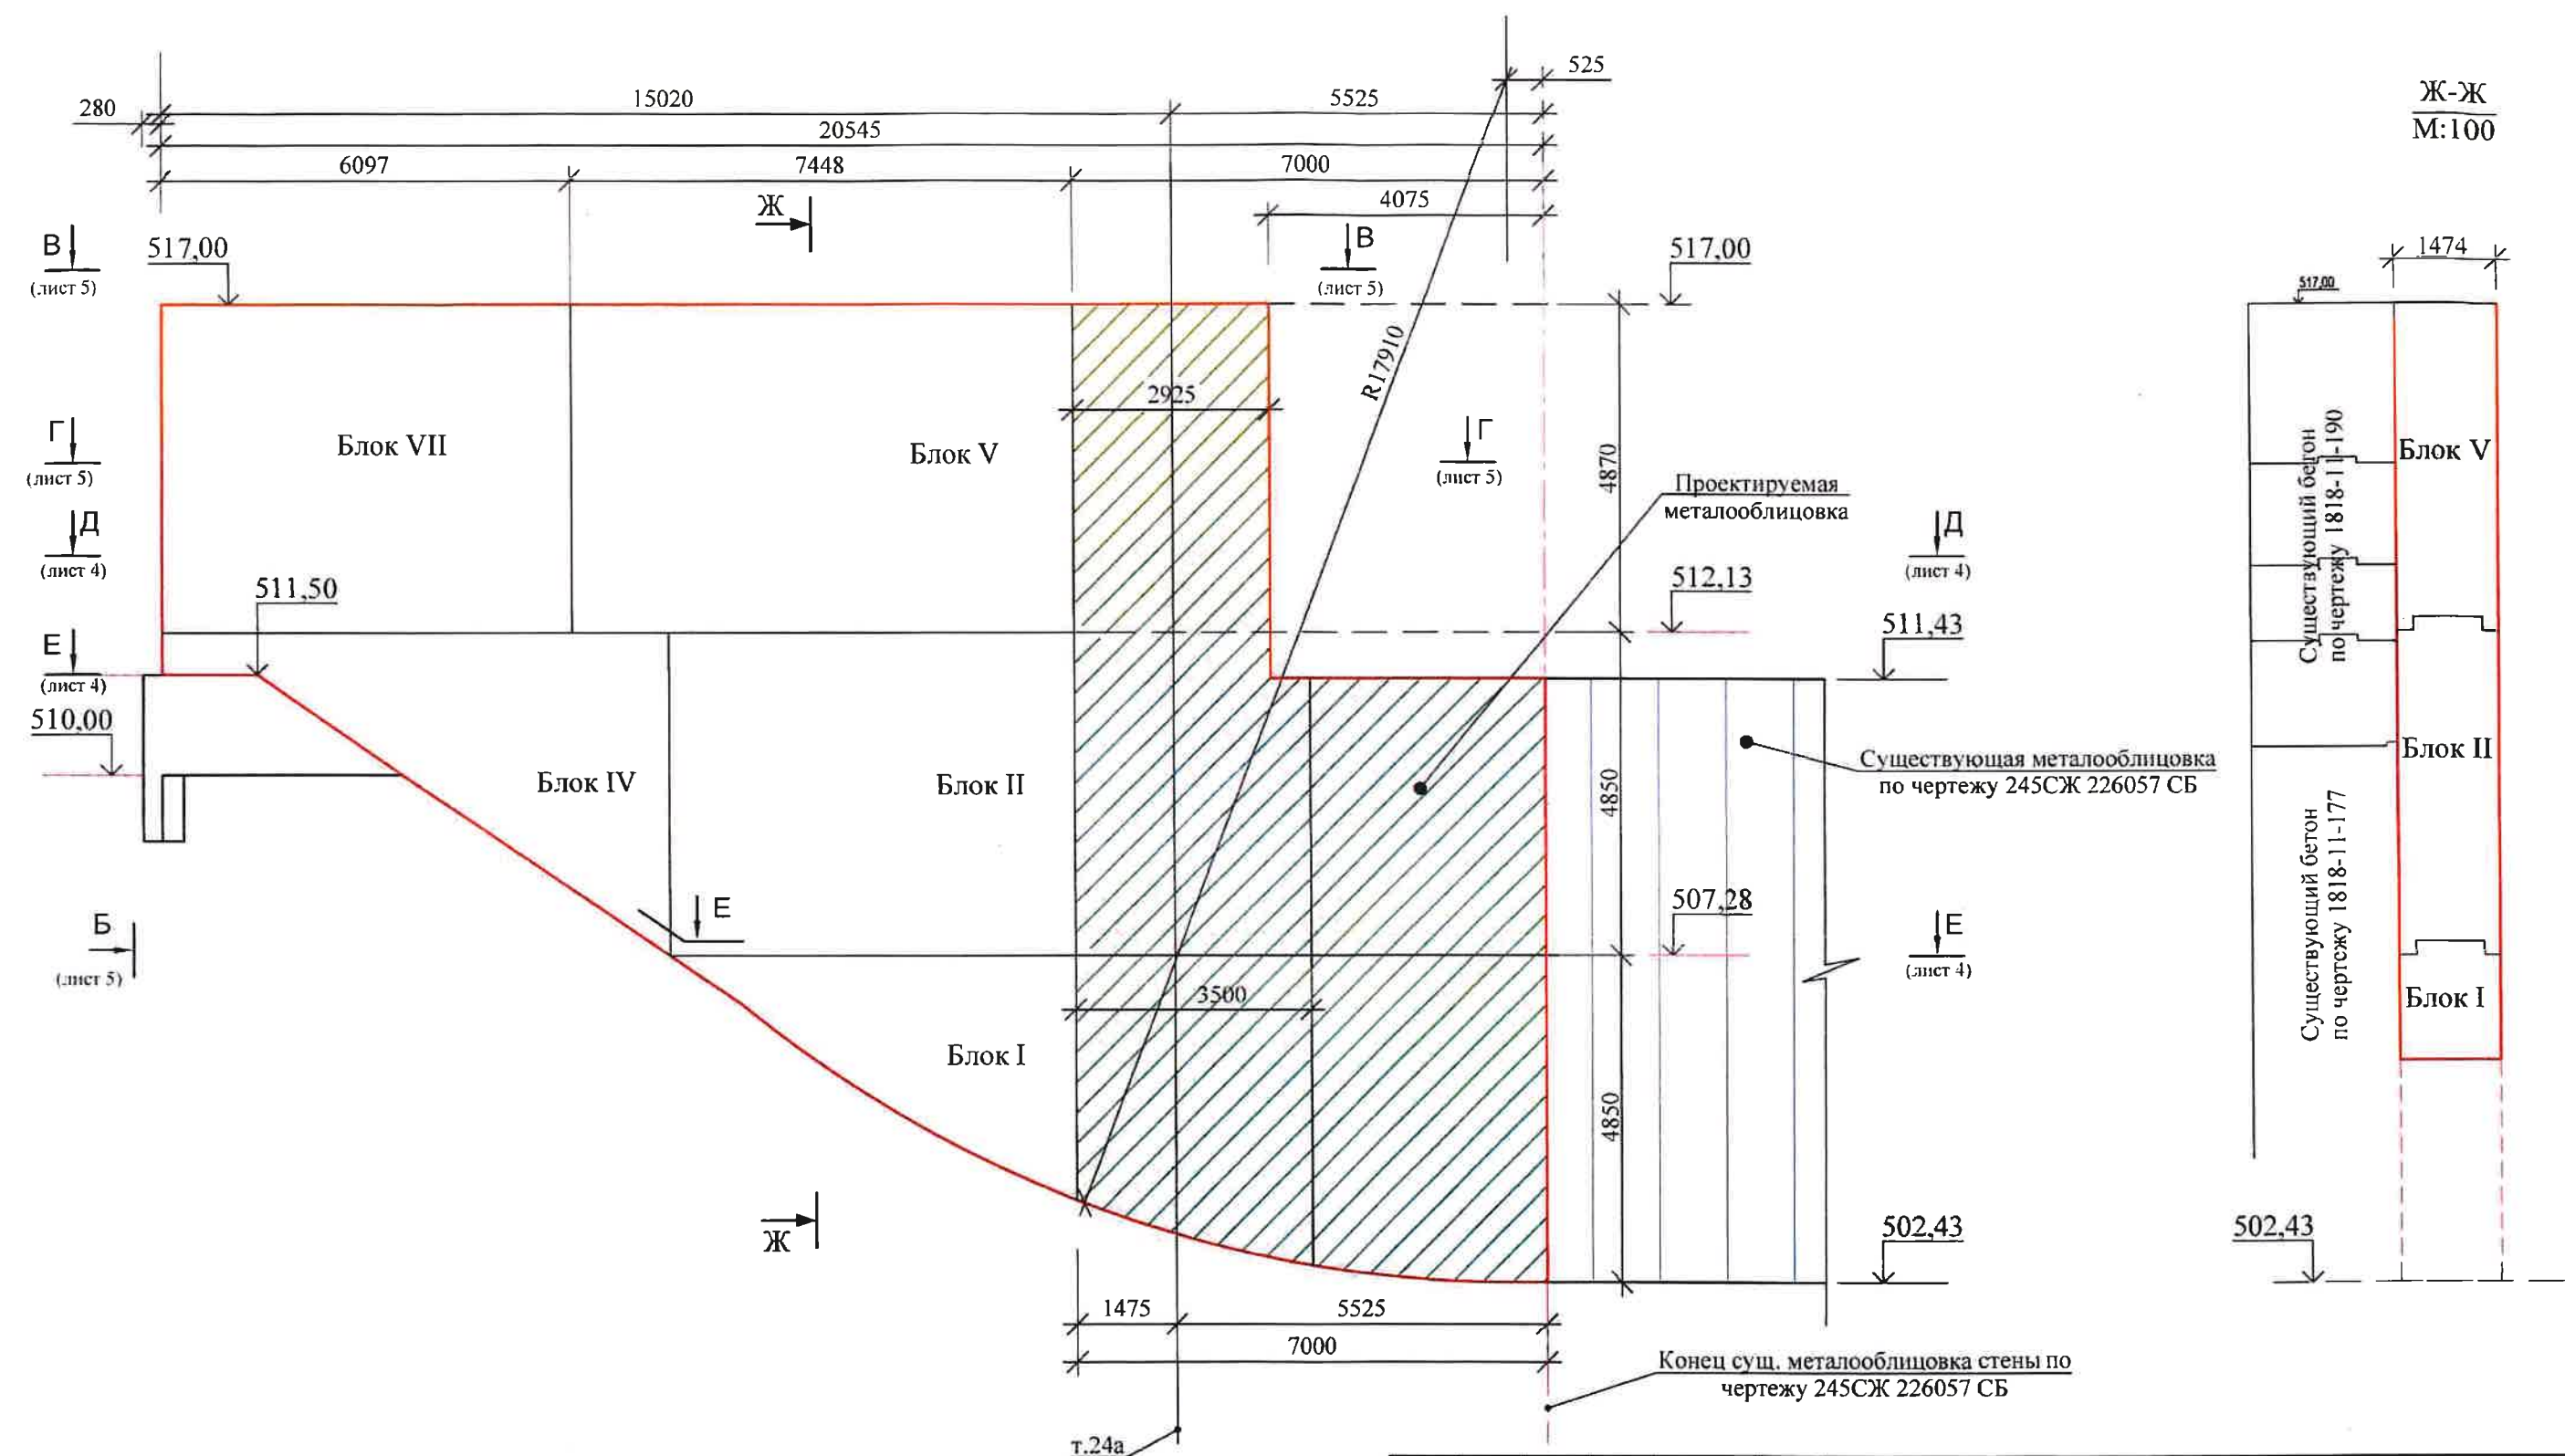 525
15020
5525
280
20545
6097
7448
7000
4075
Ж-Ж
М:100
Ж
В
(лист 5)
517,00
В
(лист 5)
517,00
1474
517,00
R17910
2925
Г
(лист 5)
Блок VII
Блок V
Г
(лист 5)
4870
Проектируемая
металооблицовка
Д
(лист 4)
Д
(лист 4)
511,50
512,13
511,43
Е
(лист 4)
510,00
Блок IV
Блок II
4850
Существующая металооблицовка
по чертежу 245СЖ 226057 СБ
Е
507,28
Е
(лист 4)
Б
(лист 5)
3500
Блок I
4850
Ж
502,43
1475
5525
7000
Конец сущ. металооблицовка стены по
чертежу 245СЖ 226057 СБ
т.24а
Существующий бетон
по чертежу 1818-11-190
Блок V
Блок II
Существующий бетон
по чертежу 1818-11-177
Блок I
502,43